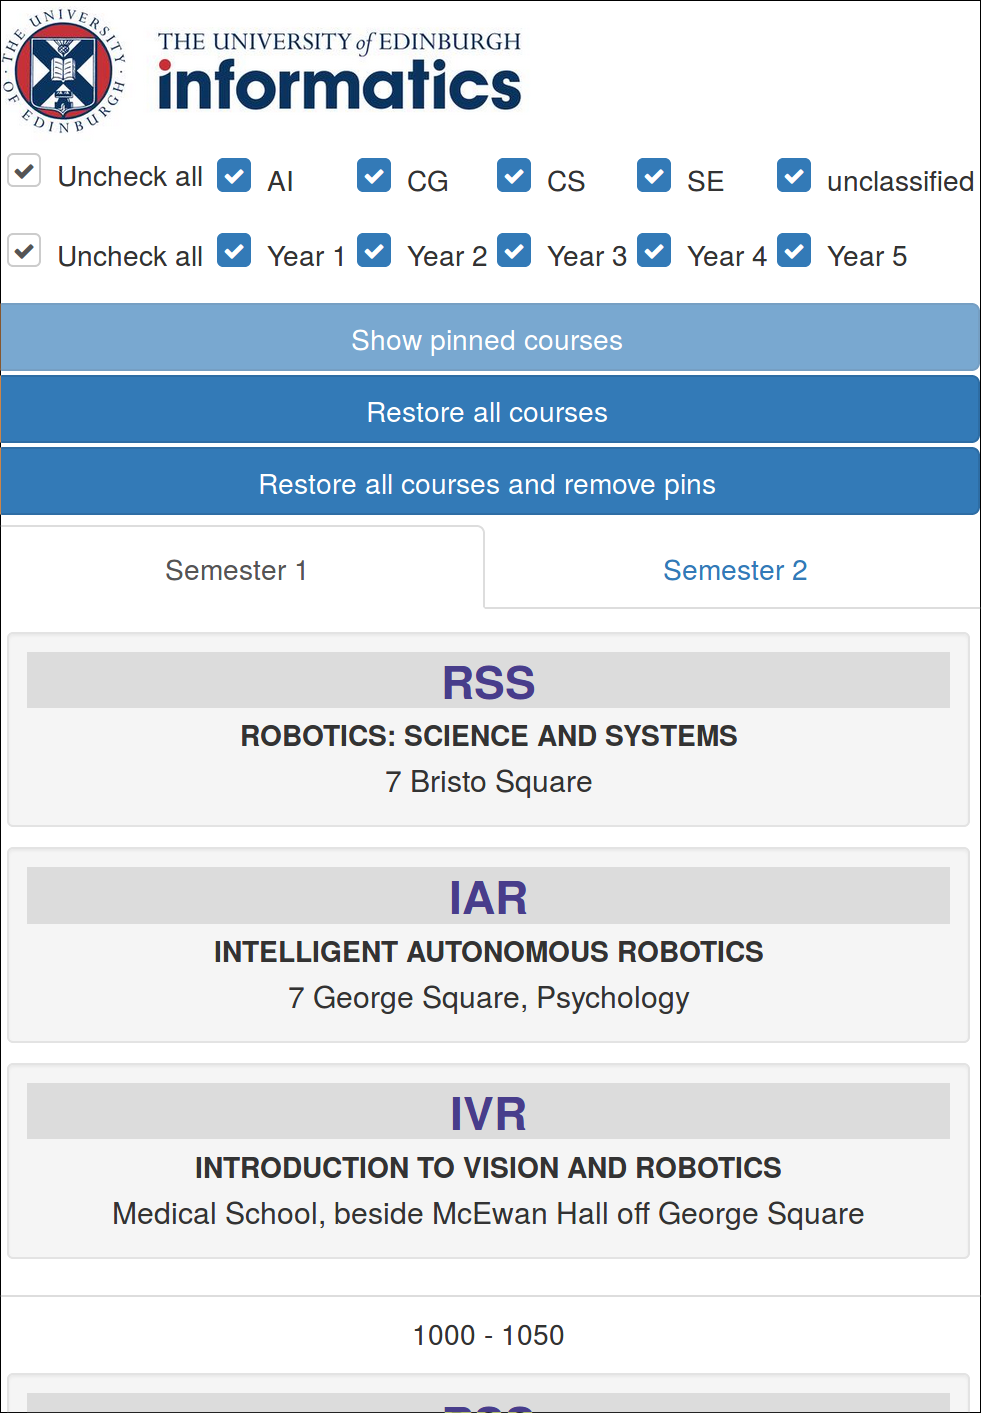 THE UNIVERSITY OF EDINBURGH
THE UNIVERSITY of EDINBURGH
informatics
Uncheck all AI CG CS SE unclassified
Uncheck all Year 1 Year 2 Year 3 Year 4 Year 5
Show pinned courses
Restore all courses
Restore all courses and remove pins
Semester 1 Semester 2
RSS
ROBOTICS: SCIENCE AND SYSTEMS
7 Bristo Square
IAR
INTELLIGENT AUTONOMOUS ROBOTICS
7 George Square, Psychology
IVR
INTRODUCTION TO VISION AND ROBOTICS
Medical School, beside McEwan Hall off George Square
1000 - 1050